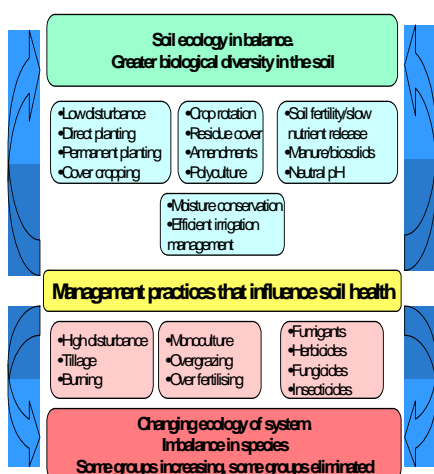 Soil ecology in balance.
Greater biological diversity in the soil
•Low disturbance
•Direct planting
•Permanent planting
•Cover cropping
•Crop rotation
•Residue cover
•Amendments
•Polyculture
•Soil fertility/slow
nutrient release
•Manure/biosolids
•Neutral pH
•Moisture conservation
•Efficient irrigation
management
Management practices that influence soil health
•High disturbance
•Tillage
•Burning
•Monoculture
•Overgrazing
•Over fertilising
•Fumigants
•Herbicides
•Fungicides
•Insecticides
Changing ecology of system.
Imbalance in species
Some groups increasing, some groups eliminated